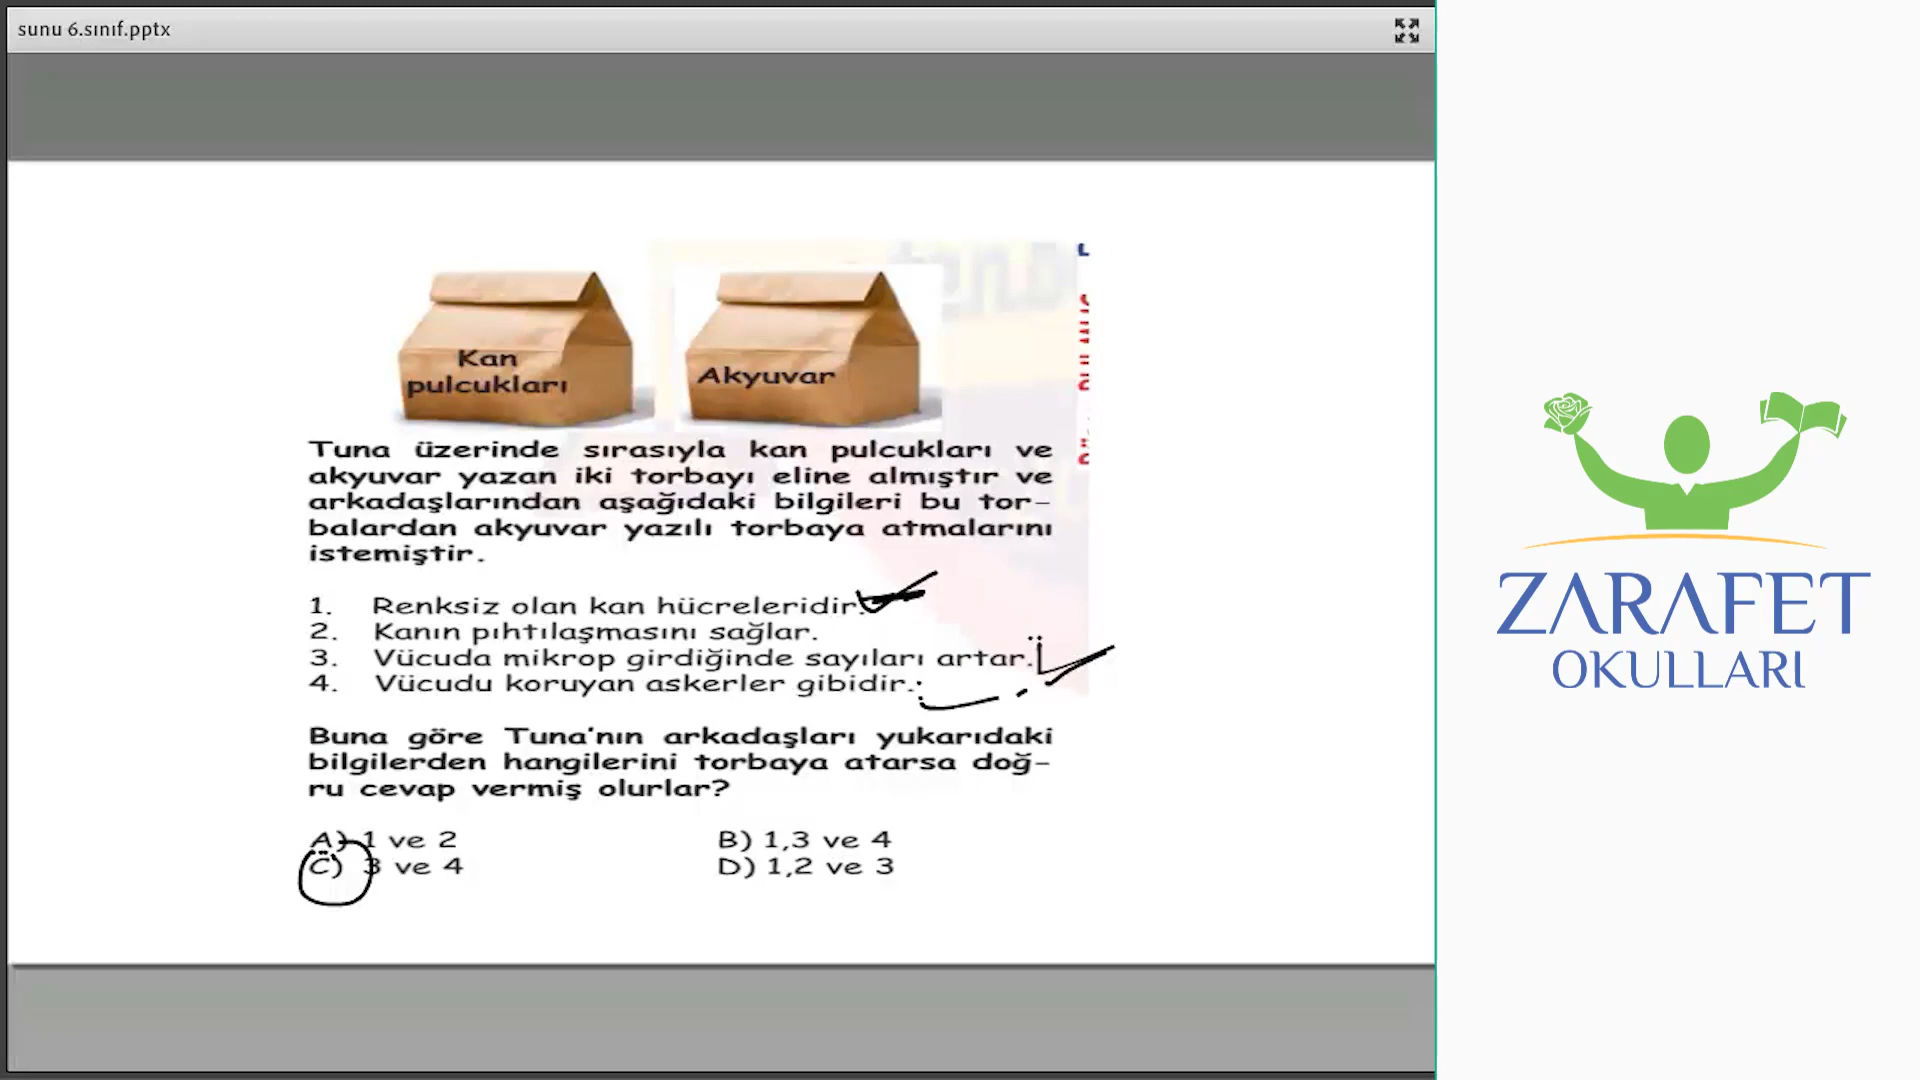 sunu 6.sınıf.pptx
Kan
pulcukları
Akyuvar
Tuna üzerinde sırasıyla kan pulcukları ve
akyuvar yazan iki torbayı eline almıştır ve
arkadaşlarından aşağıdaki bilgileri bu tor-
balardan akyuvar yazılı torbaya atmalarını
istemiştir.
1. Renksiz olan kan hücreleridir.
2. Kanın pıhtılaşmasını sağlar.
3. Vücuda mikrop girdiğinde sayıları artar.
4. Vücudu koruyan askerler gibidir.
Buna göre Tuna'nın arkadaşları yukarıdaki
bilgilerden hangilerini torbaya atarsa doğ-
ru cevap vermiş olurlar?
A) 1 ve 2 B) 1,3 ve 4
C) 3 ve 4 D) 1,2 ve 3
ZARAFET
OKULLARI